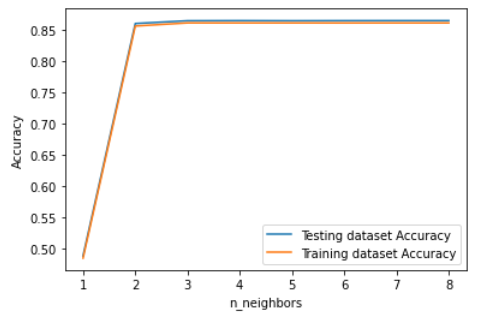 0.85
0.80
0.75
0.70
0.65
0.60
0.55
0.50
Accuracy
Testing dataset Accuracy
Training dataset Accuracy
1 2 3 4 5 6 7 8
n_neighbors